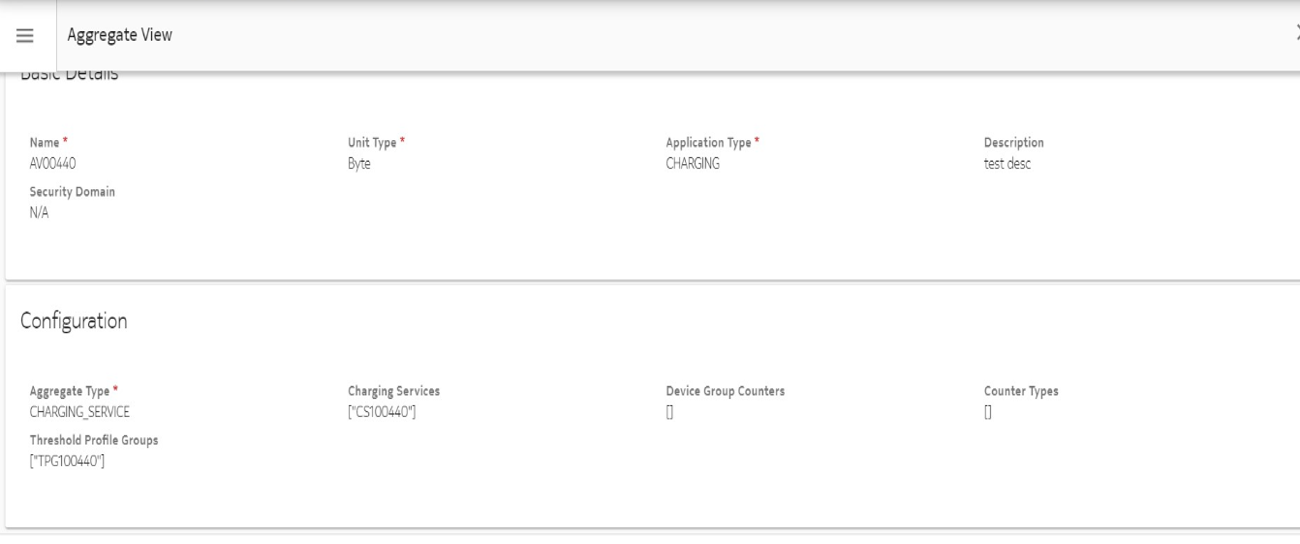 Aggregate View
Basic Details
Name * Unit Type * Application Type * Description
AV00440 Byte CHARGING test desc
Security Domain
N/A
Configuration
Aggregate Type * Charging Services Device Group Counters Counter Types
CHARGING_SERVICE ["CS100440"] [] []
Threshold Profile Groups
["TPG100440"]